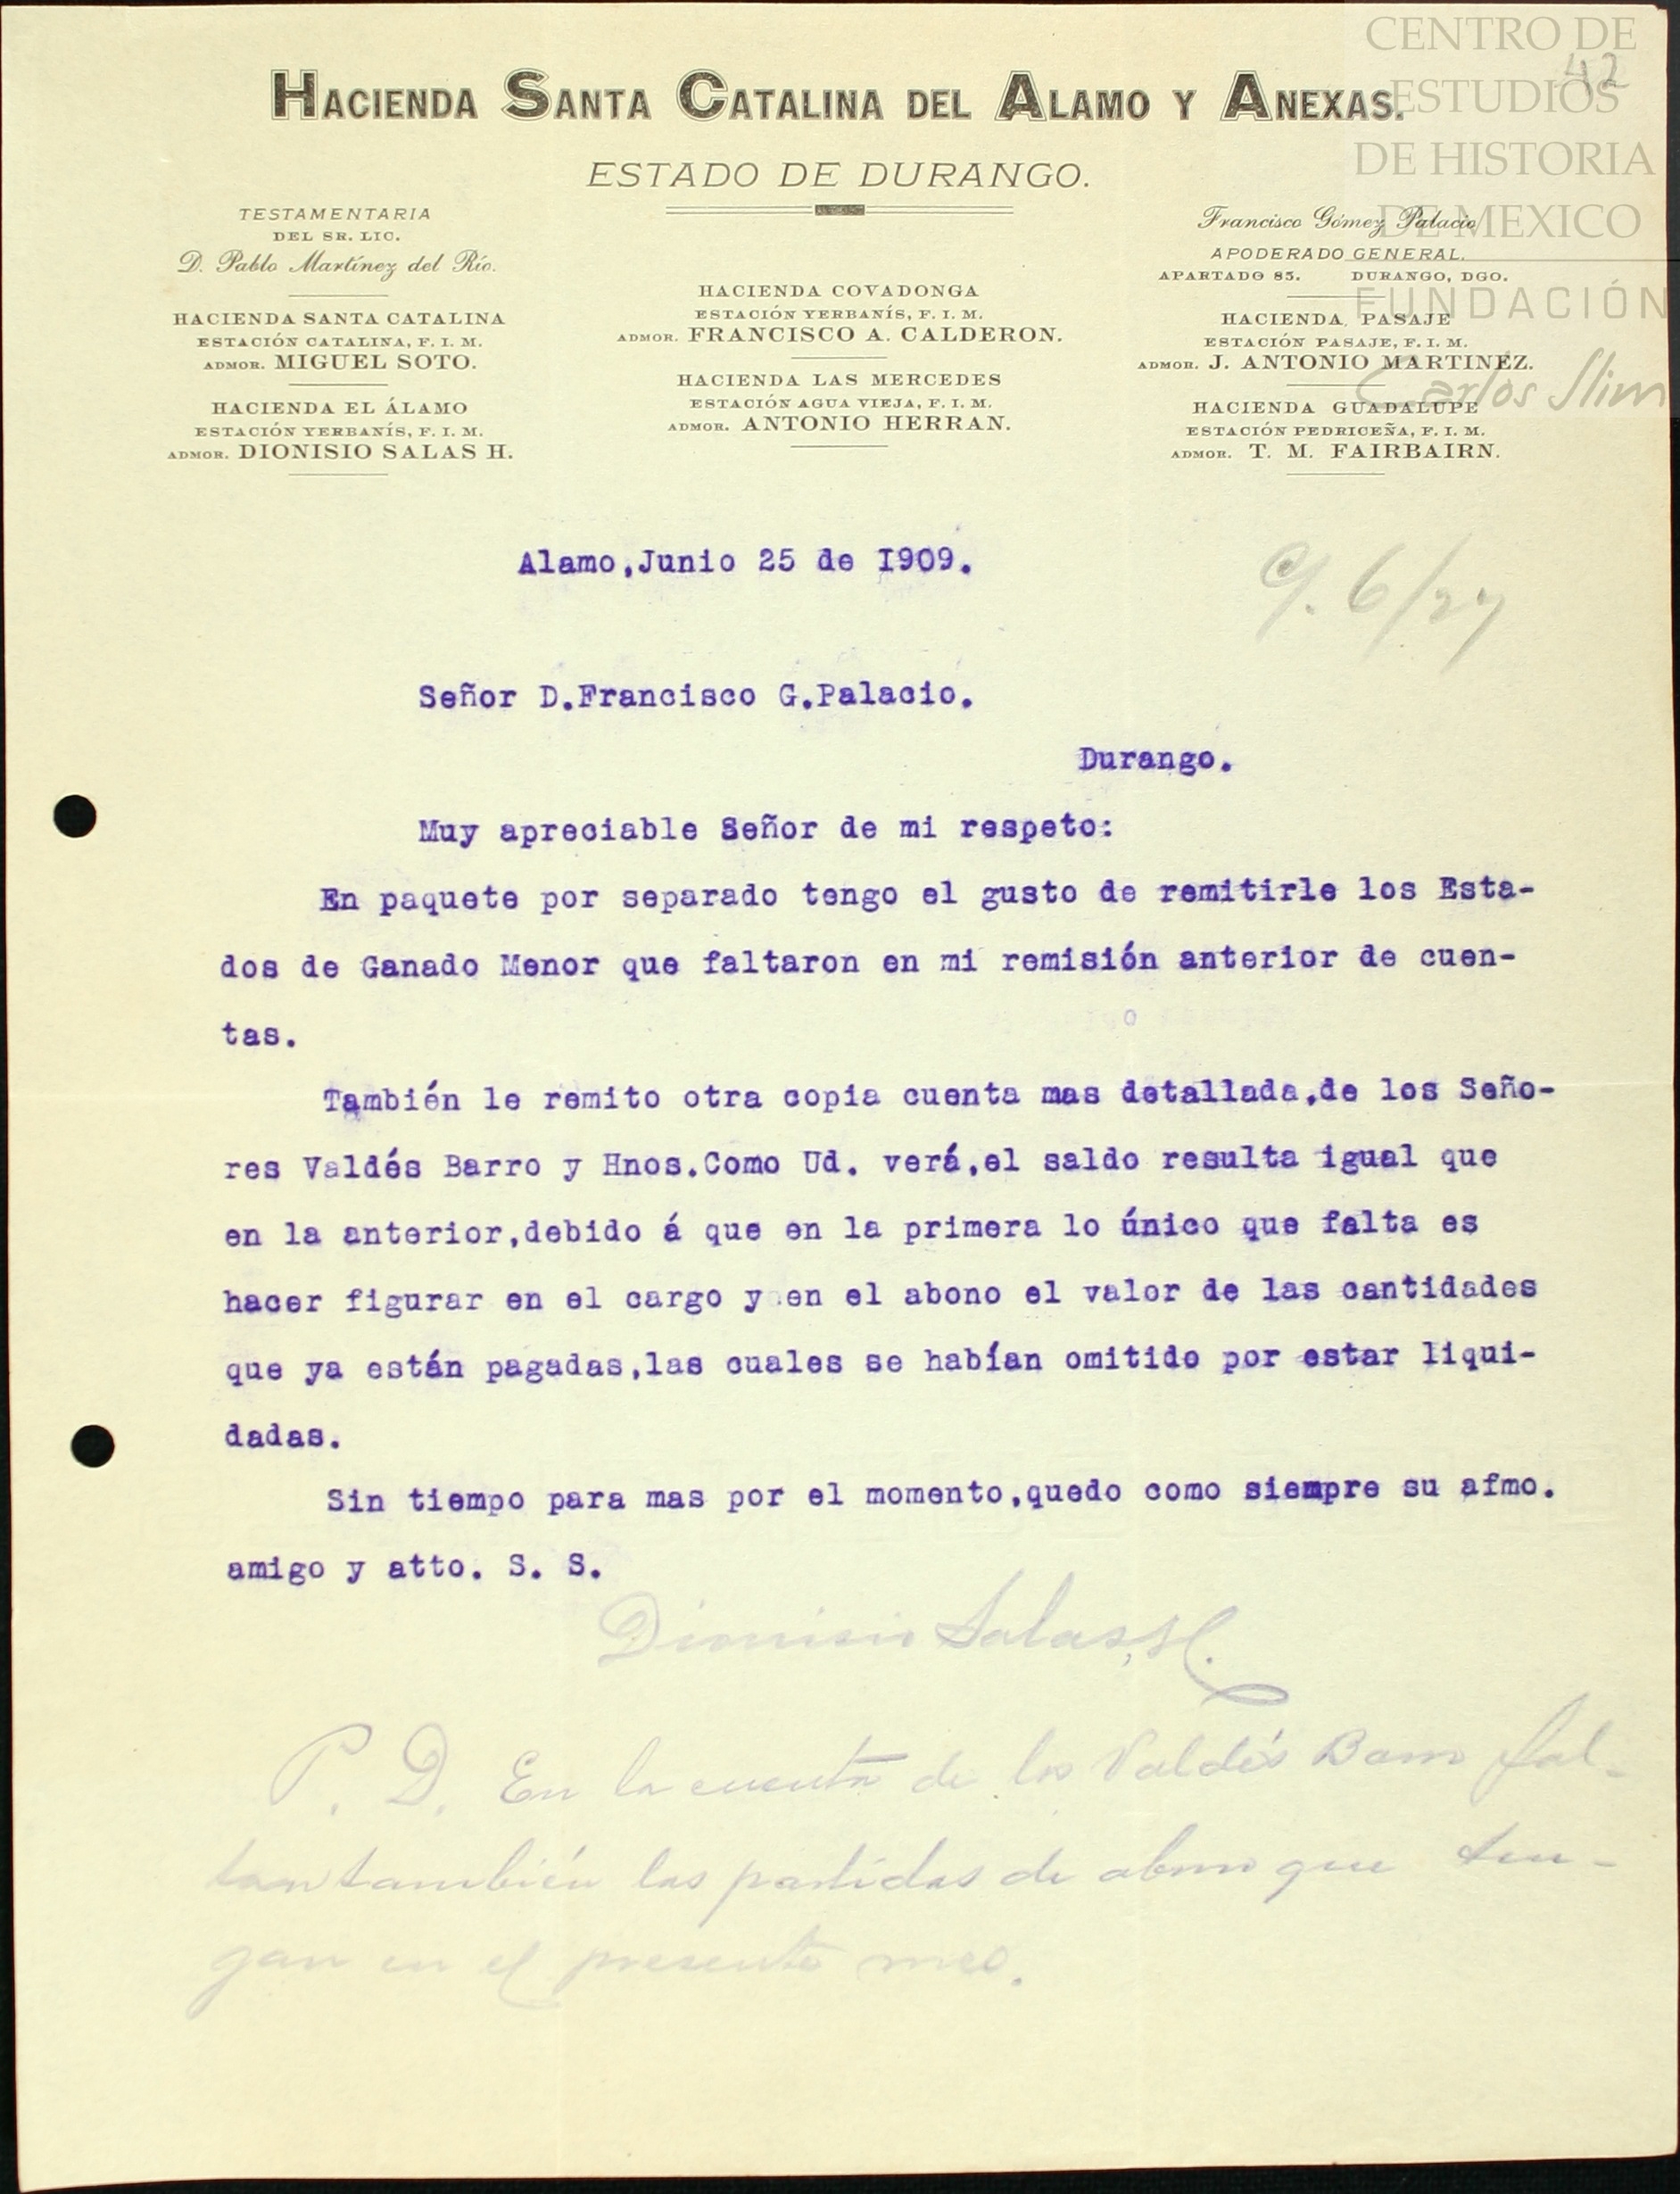 CENTRO DE
ESTUDIOS
DE HISTORIA
DE MEXICO
FUNDACIÓN
Carlos Slim
42
HACIENDA SANTA CATALINA DEL ALAMO Y ANEXAS.
ESTADO DE DURANGO.
TESTAMENTARIA
DEL SR. LIC.
D. Pablo Martínez del Río.
HACIENDA SANTA CATALINA
ESTACIÓN CATALINA, F. I. M.
ADMOR. MIGUEL SOTO.
HACIENDA EL ÁLAMO
ESTACIÓN YERBANÍS, F. I. M.
ADMOR. DIONISIO SALAS H.
HACIENDA COVADONGA
ESTACIÓN YERBANÍS, F. I. M.
ADMOR. FRANCISCO A. CALDERON.
HACIENDA LAS MERCEDES
ESTACIÓN AGUA VIEJA, F. I. M.
ADMOR. ANTONIO HERRAN.
Francisco Gómez Palacio
APODERADO GENERAL.
APARTADO 85. DURANGO, DGO.
HACIENDA PASAJE
ESTACIÓN PASAJE, F. I. M.
ADMOR. J. ANTONIO MARTINEZ.
HACIENDA GUADALUPE
ESTACIÓN PEDRICEÑA, F. I. M.
ADMOR. T. M. FAIRBAIRN.
Alamo,Junio 25 de I909.
C/. 6/27
Señor D.Francisco G.Palacio.
Durango.
Muy apreciable Señor de mi respeto:
En paquete por separado tengo el gusto de remitirle los Esta-
dos de Ganado Menor que faltaron en mi remisión anterior de cuen-
tas.
También le remito otra copia cuenta mas detallada,de los Seño-
res Valdés Barro y Hnos.Como Ud. verá,el saldo resulta igual que
en la anterior,debido á que en la primera lo único que falta es
hacer figurar en el cargo y en el abono el valor de las cantidades
que ya están pagadas,las cuales se habían omitido por estar liqui-
dadas.
Sin tiempo para mas por el momento,quedo como siempre su afmo.
amigo y atto. S. S.
Dionisio Salas, H.
P. D. En la cuenta de los Valdés Barro fal-
tan también las partidas de abono que ten-
gan en el presente mes.